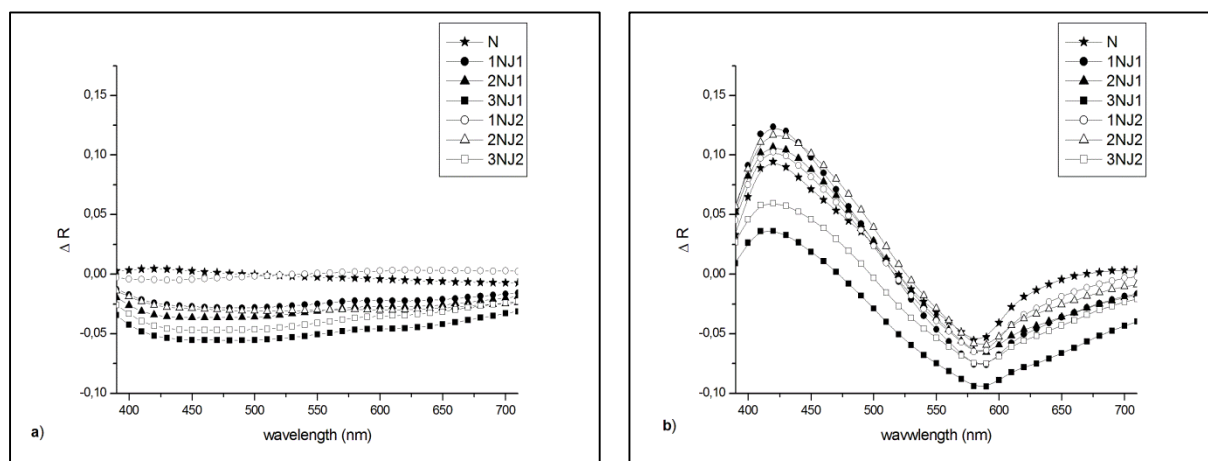 N
1NJ1
2NJ1
3NJ1
1NJ2
2NJ2
3NJ2
0,15
0,10
0,05
0,00
-0,05
-0,10
Δ R
400 450 500 550 600 650 700
wavelength (nm)
a)
N
1NJ1
2NJ1
3NJ1
1NJ2
2NJ2
3NJ2
0,15
0,10
0,05
0,00
-0,05
-0,10
Δ R
400 450 500 550 600 650 700
wavwlength (nm)
b)